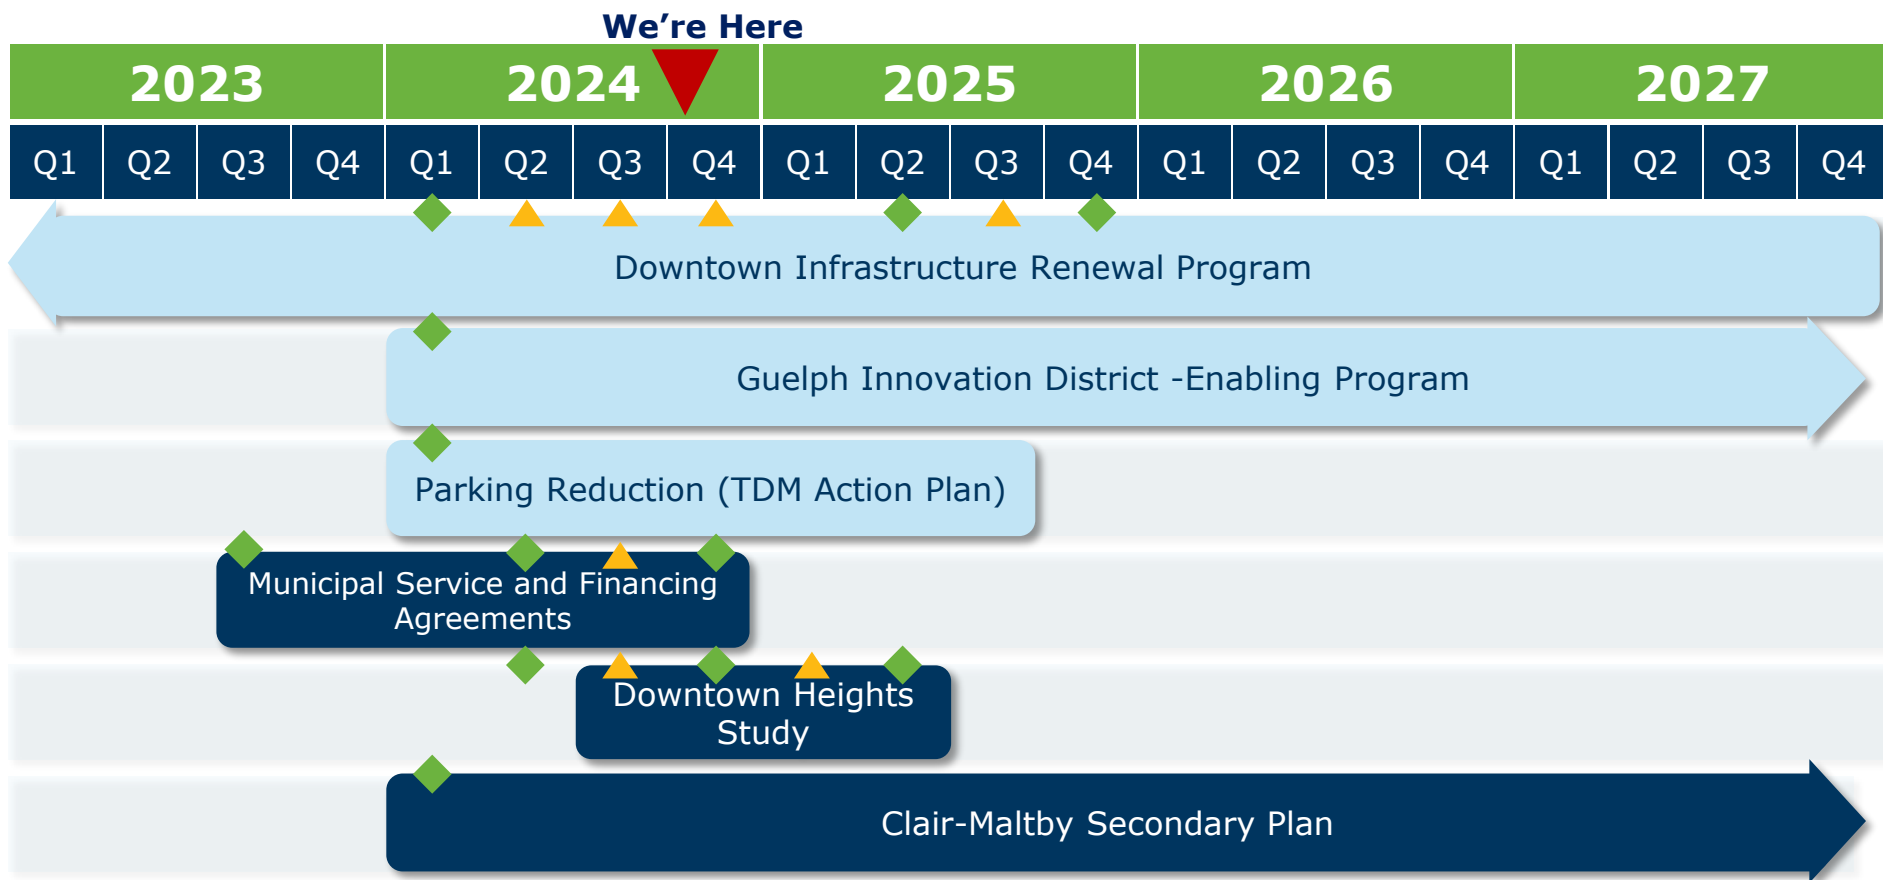 We’re Here
2023 2024 2025 2026 2027
Q1 Q2 Q3 Q4 Q1 Q2 Q3 Q4 Q1 Q2 Q3 Q4 Q1 Q2 Q3 Q4 Q1 Q2 Q3 Q4
Downtown Infrastructure Renewal Program
Guelph Innovation District -Enabling Program
Parking Reduction (TDM Action Plan)
Municipal Service and Financing
Agreements
Downtown Heights
Study
Clair-Maltby Secondary Plan